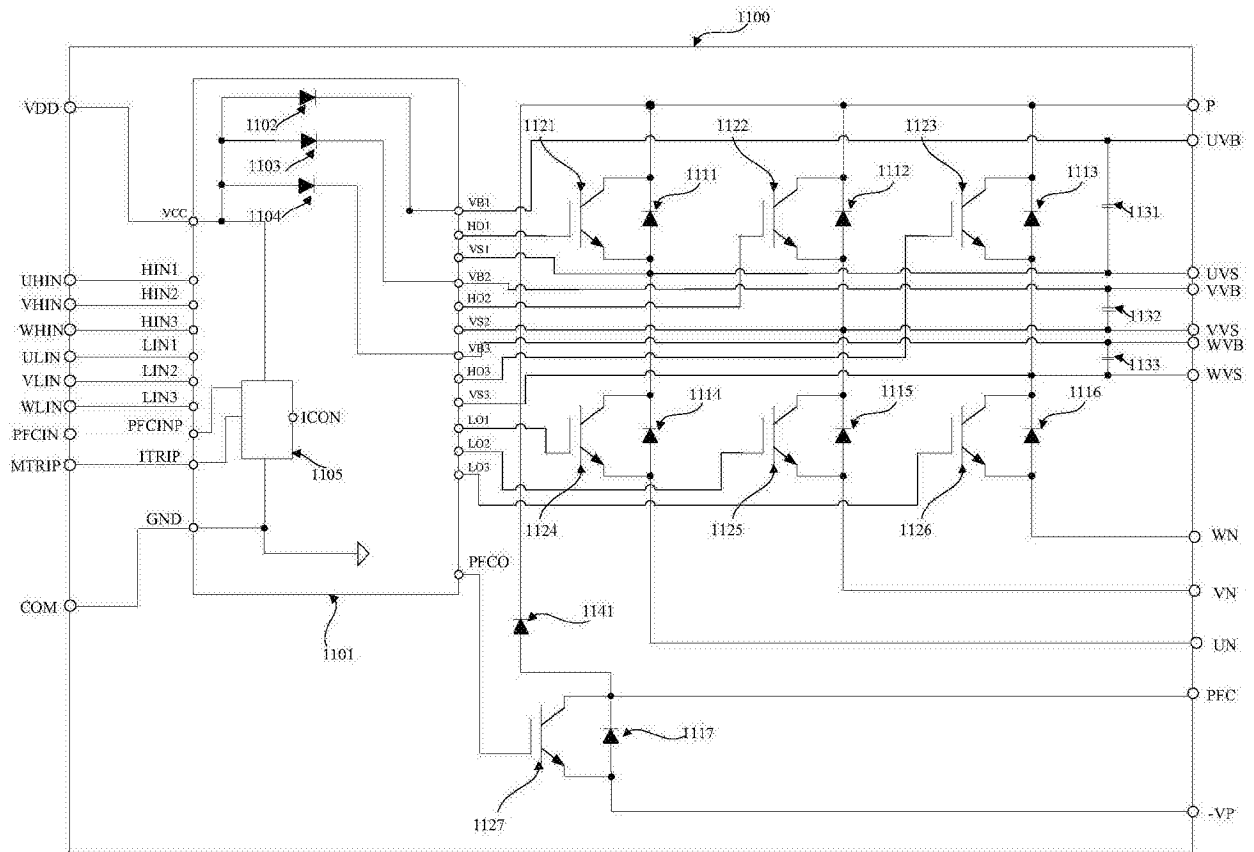 1100
VDD
1102
1103
1104
VCC
UHIN
VHIN
WHIN
ULIN
VLIN
WLIN
PFCIN
MTRIP
COM
HIN1
HIN2
HIN3
LIN1
LIN2
LIN3
PFCINP
ITRIP
GND
ICON
1105
1101
VB1
HO1
VS1
VB2
HO2
VS2
VB3
HO3
VS3
LO1
LO2
LO3
PFCO
1121
1122
1123
1111
1112
1113
1131
1132
1133
1114
1115
1116
1124
1125
1126
1141
1117
1127
P
UVB
UVS
VVB
VVS
WVB
WVS
WN
VN
UN
PFC
-VP